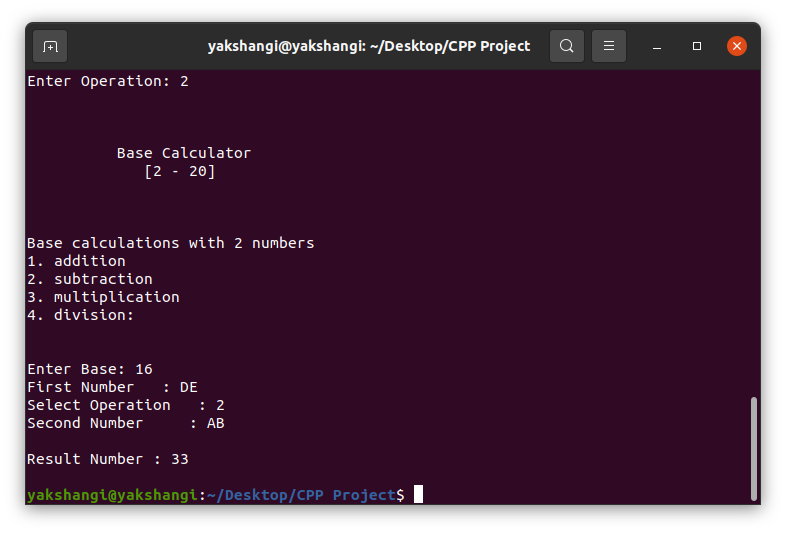 yakshangi@yakshangi: ~/Desktop/CPP Project
Enter Operation: 2
Base Calculator
[2 - 20]
Base calculations with 2 numbers
1. addition
2. subtraction
3. multiplication
4. division:
Enter Base: 16
First Number   : DE
Select Operation   : 2
Second Number     : AB
Result Number : 33
yakshangi@yakshangi:~/Desktop/CPP Project$